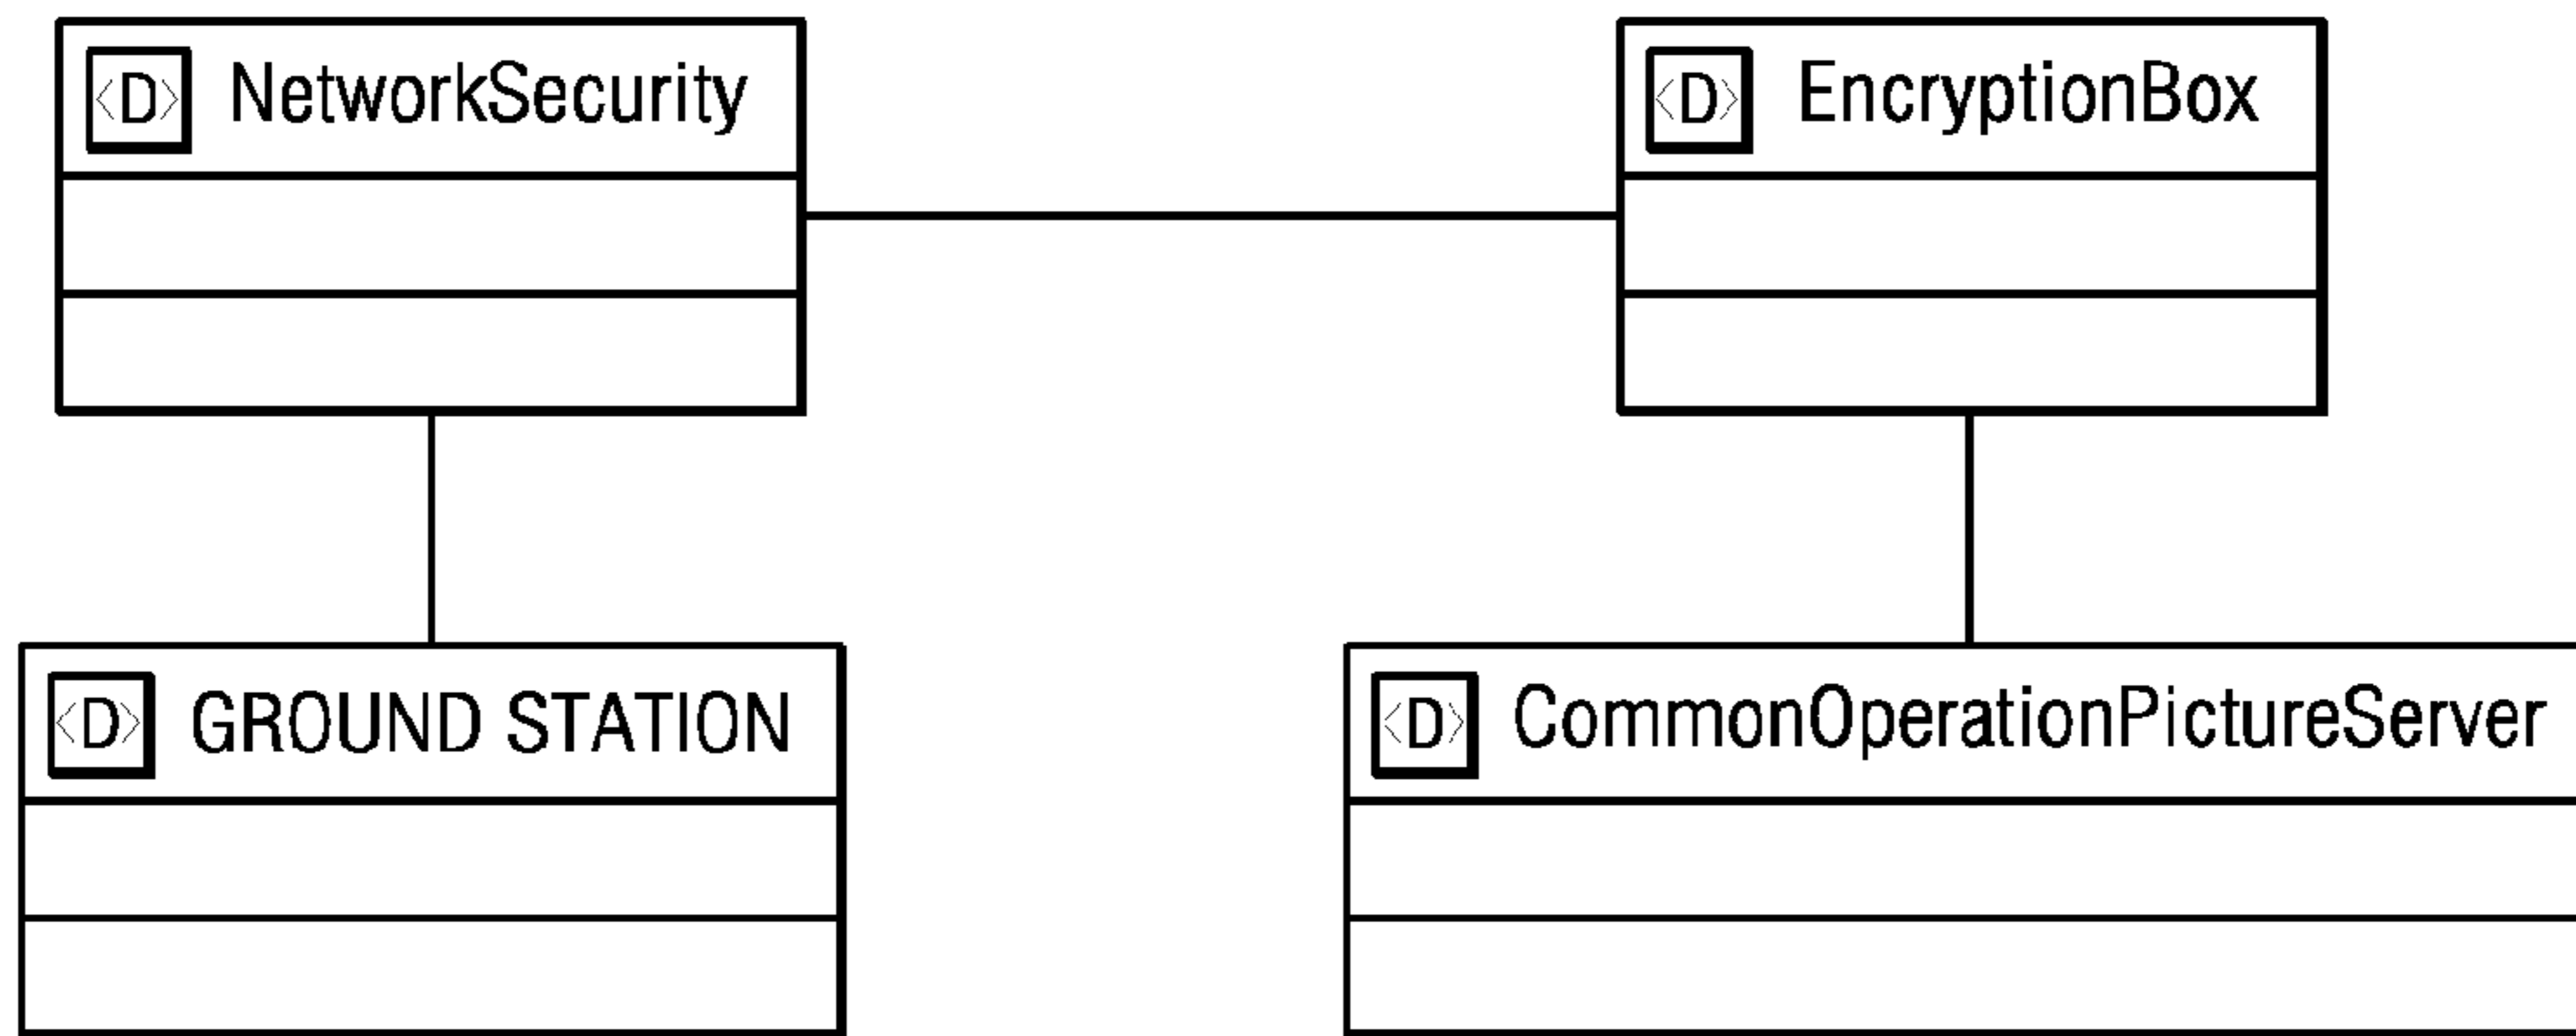 <D> NetworkSecurity
<D> EncryptionBox
<D> GROUND STATION
<D> CommonOperationPictureServer